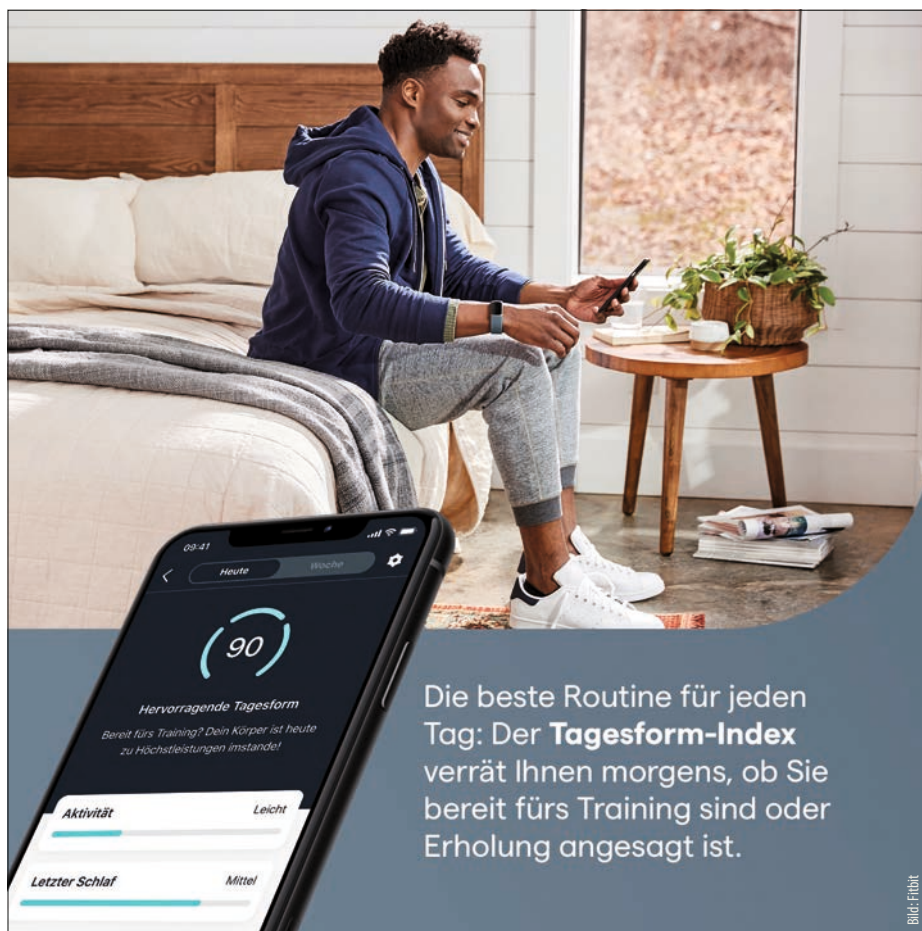 09:41
Heute
Woche
90
Hervorragende Tagesform
Bereit fürs Training? Dein Körper ist heute
zu Höchstleistungen imstande!
Aktivität
Leicht
Letzter Schlaf
Mittel
Die beste Routine für jeden
Tag: Der Tagesform-Index
verrät Ihnen morgens, ob Sie
bereit fürs Training sind oder
Erholung angesagt ist.
Bild: Fitbit